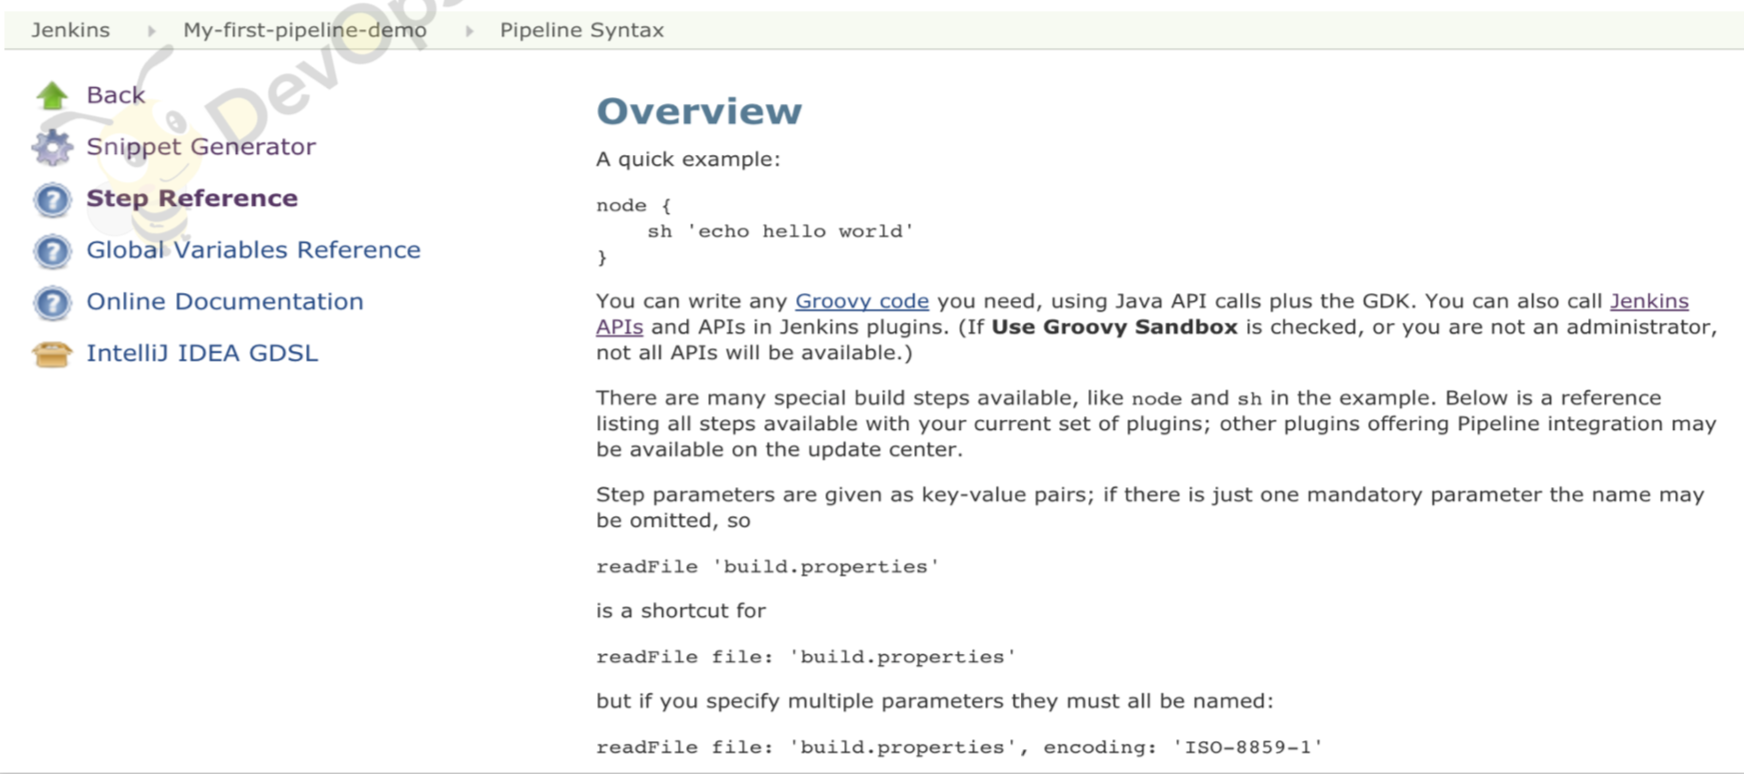 Jenkins My-first-pipeline-demo Pipeline Syntax
DevOps
Back
Snippet Generator
Step Reference
Global Variables Reference
Online Documentation
IntelliJ IDEA GDSL
Overview
A quick example:
node {
    sh 'echo hello world'
}
You can write any Groovy code you need, using Java API calls plus the GDK. You can also call Jenkins
APIs and APIs in Jenkins plugins. (If Use Groovy Sandbox is checked, or you are not an administrator,
not all APIs will be available.)
There are many special build steps available, like node and sh in the example. Below is a reference
listing all steps available with your current set of plugins; other plugins offering Pipeline integration may
be available on the update center.
Step parameters are given as key-value pairs; if there is just one mandatory parameter the name may
be omitted, so
readFile 'build.properties'
is a shortcut for
readFile file: 'build.properties'
but if you specify multiple parameters they must all be named:
readFile file: 'build.properties', encoding: 'ISO-8859-1'